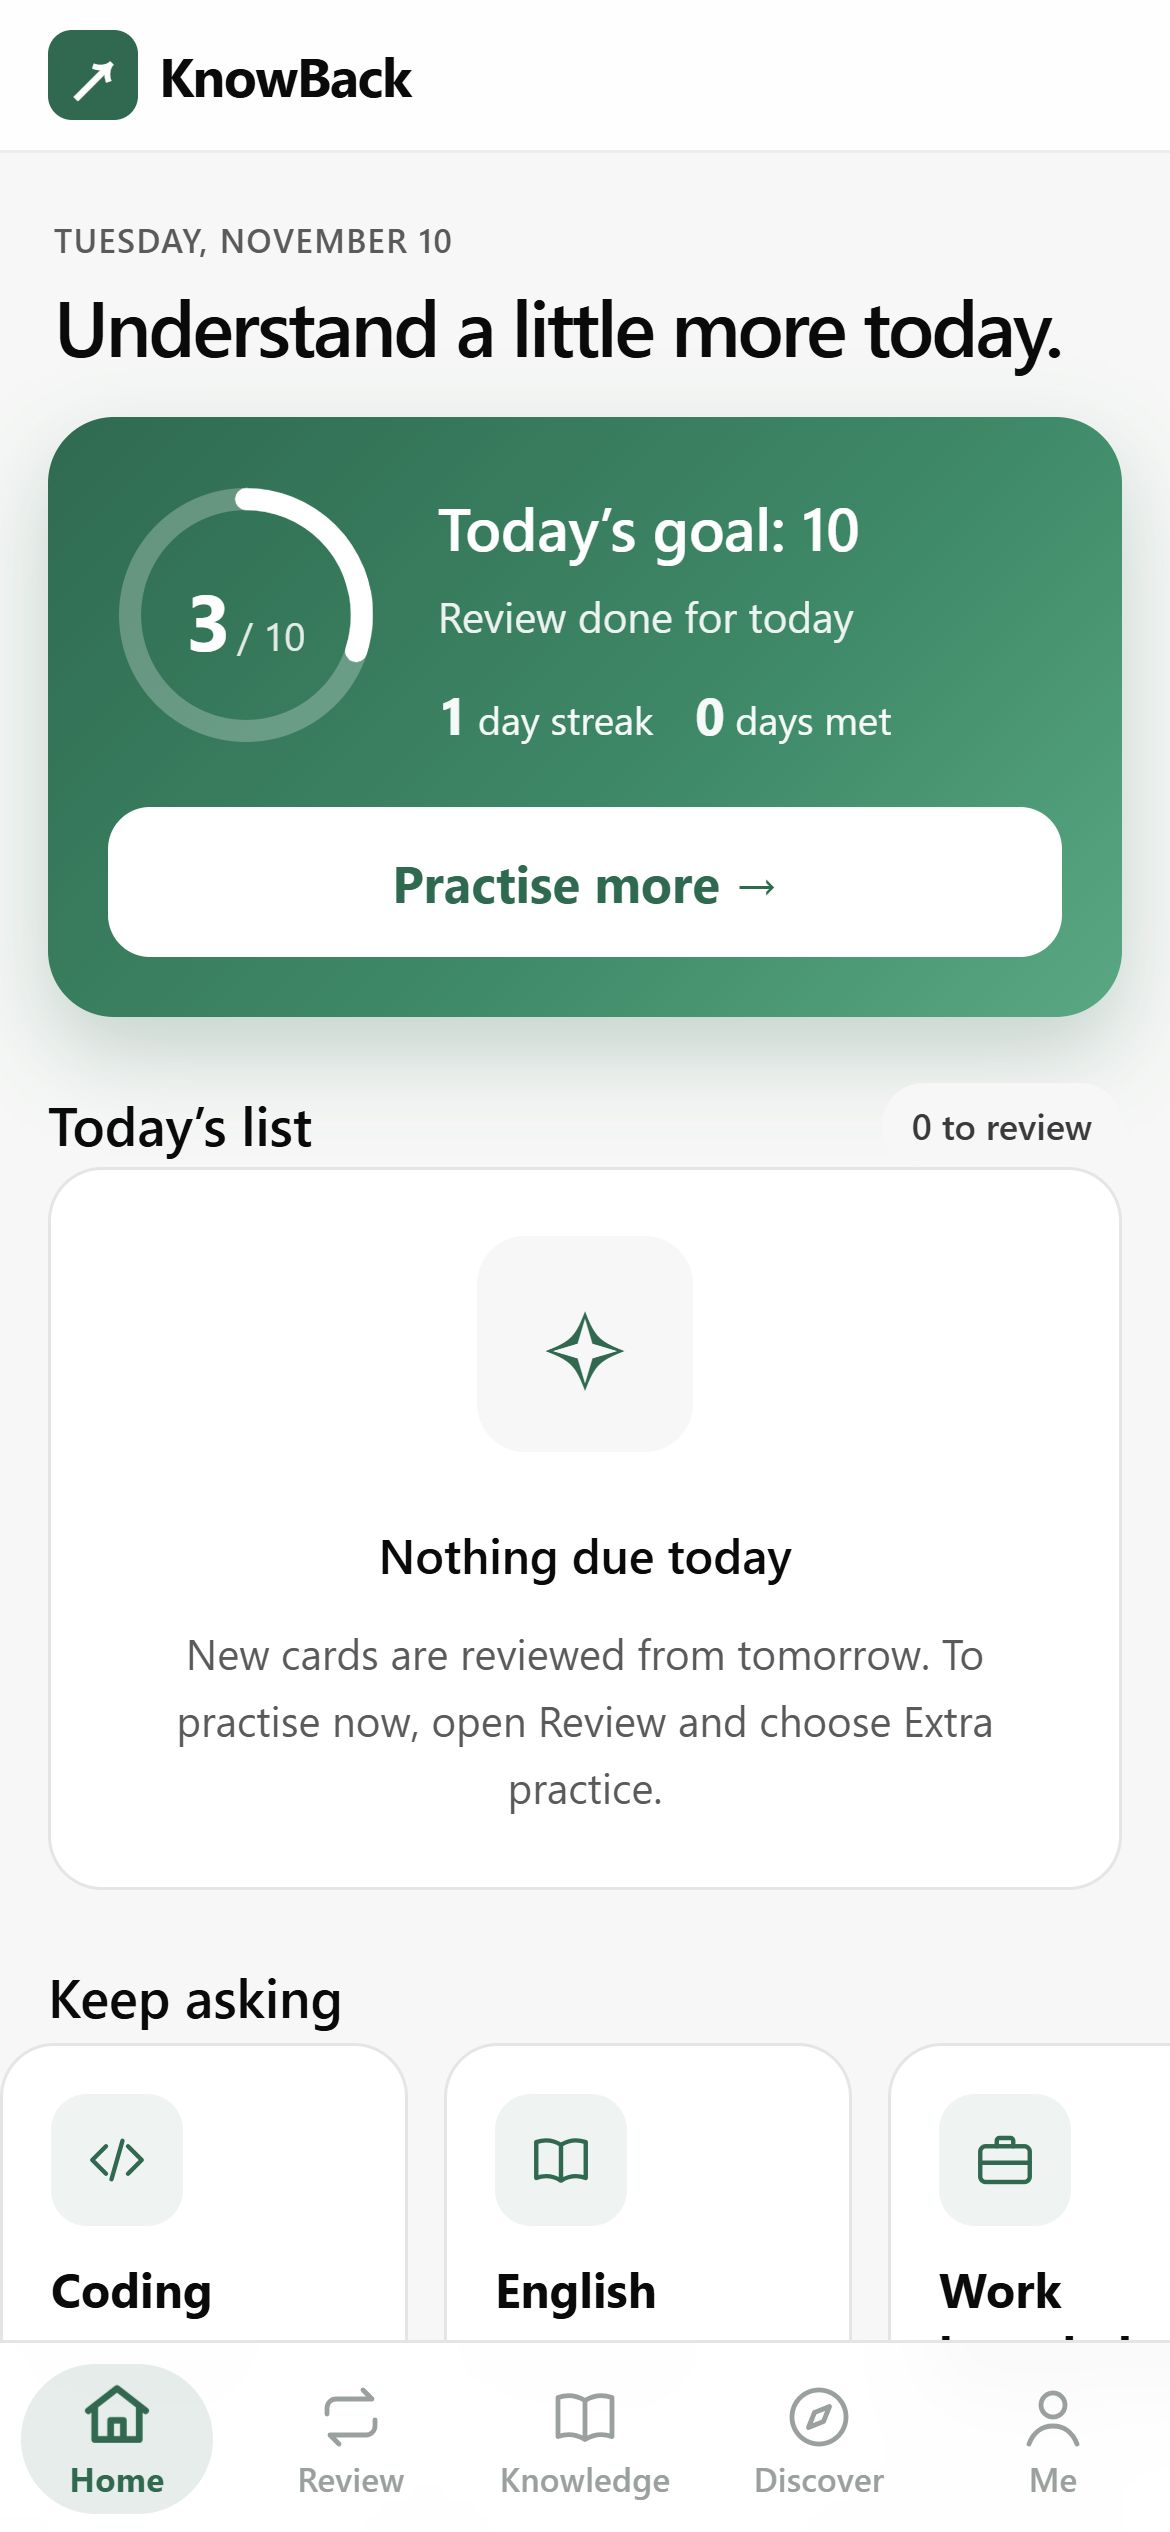 KnowBack
TUESDAY, NOVEMBER 10
Understand a little more today.
3 / 10
Today’s goal: 10
Review done for today
1 day streak 0 days met
Practise more →
Today’s list
0 to review
Nothing due today
New cards are reviewed from tomorrow. To
practise now, open Review and choose Extra
practice.
Keep asking
Coding
English
Work
Home
Review
Knowledge
Discover
Me